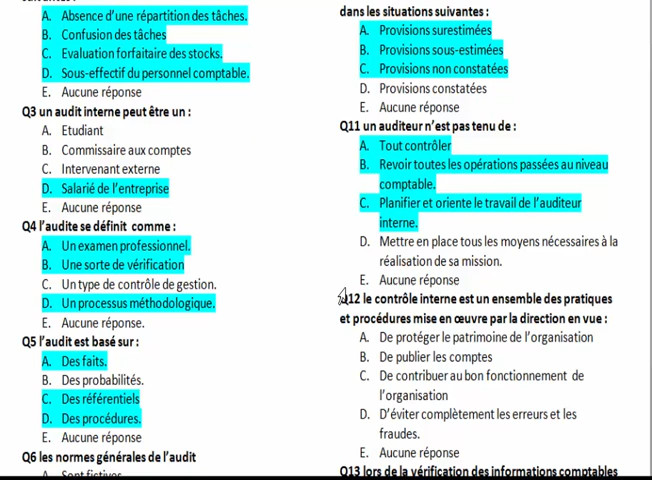 A. Absence d'une répartition des tâches.
B. Confusion des tâches
C. Evaluation forfaitaire des stocks.
D. Sous-effectif du personnel comptable.
E. Aucune réponse
Q3 un audit interne peut être un :
A. Etudiant
B. Commissaire aux comptes
C. Intervenant externe
D. Salarié de l'entreprise
E. Aucune réponse
Q4 l'audite se définit comme :
A. Un examen professionnel.
B. Une sorte de vérification
C. Un type de contrôle de gestion.
D. Un processus méthodologique.
E. Aucune réponse.
Q5 l'audit est basé sur :
A. Des faits.
B. Des probabilités.
C. Des référentiels
D. Des procédures.
E. Aucune réponse
Q6 les normes générales de l'audit
A. Sont fictives
dans les situations suivantes :
A. Provisions surestimées
B. Provisions sous-estimées
C. Provisions non constatées
D. Provisions constatées
E. Aucune réponse
Q11 un auditeur n'est pas tenu de :
A. Tout contrôler
B. Revoir toutes les opérations passées au niveau
comptable.
C. Planifier et oriente le travail de l'auditeur
interne.
D. Mettre en place tous les moyens nécessaires à la
réalisation de sa mission.
E. Aucune réponse
Q12 le contrôle interne est un ensemble des pratiques
et procédures mise en œuvre par la direction en vue :
A. De protéger le patrimoine de l'organisation
B. De publier les comptes
C. De contribuer au bon fonctionnement de
l'organisation
D. D'éviter complètement les erreurs et les
fraudes.
E. Aucune réponse
Q13 lors de la vérification des informations comptables